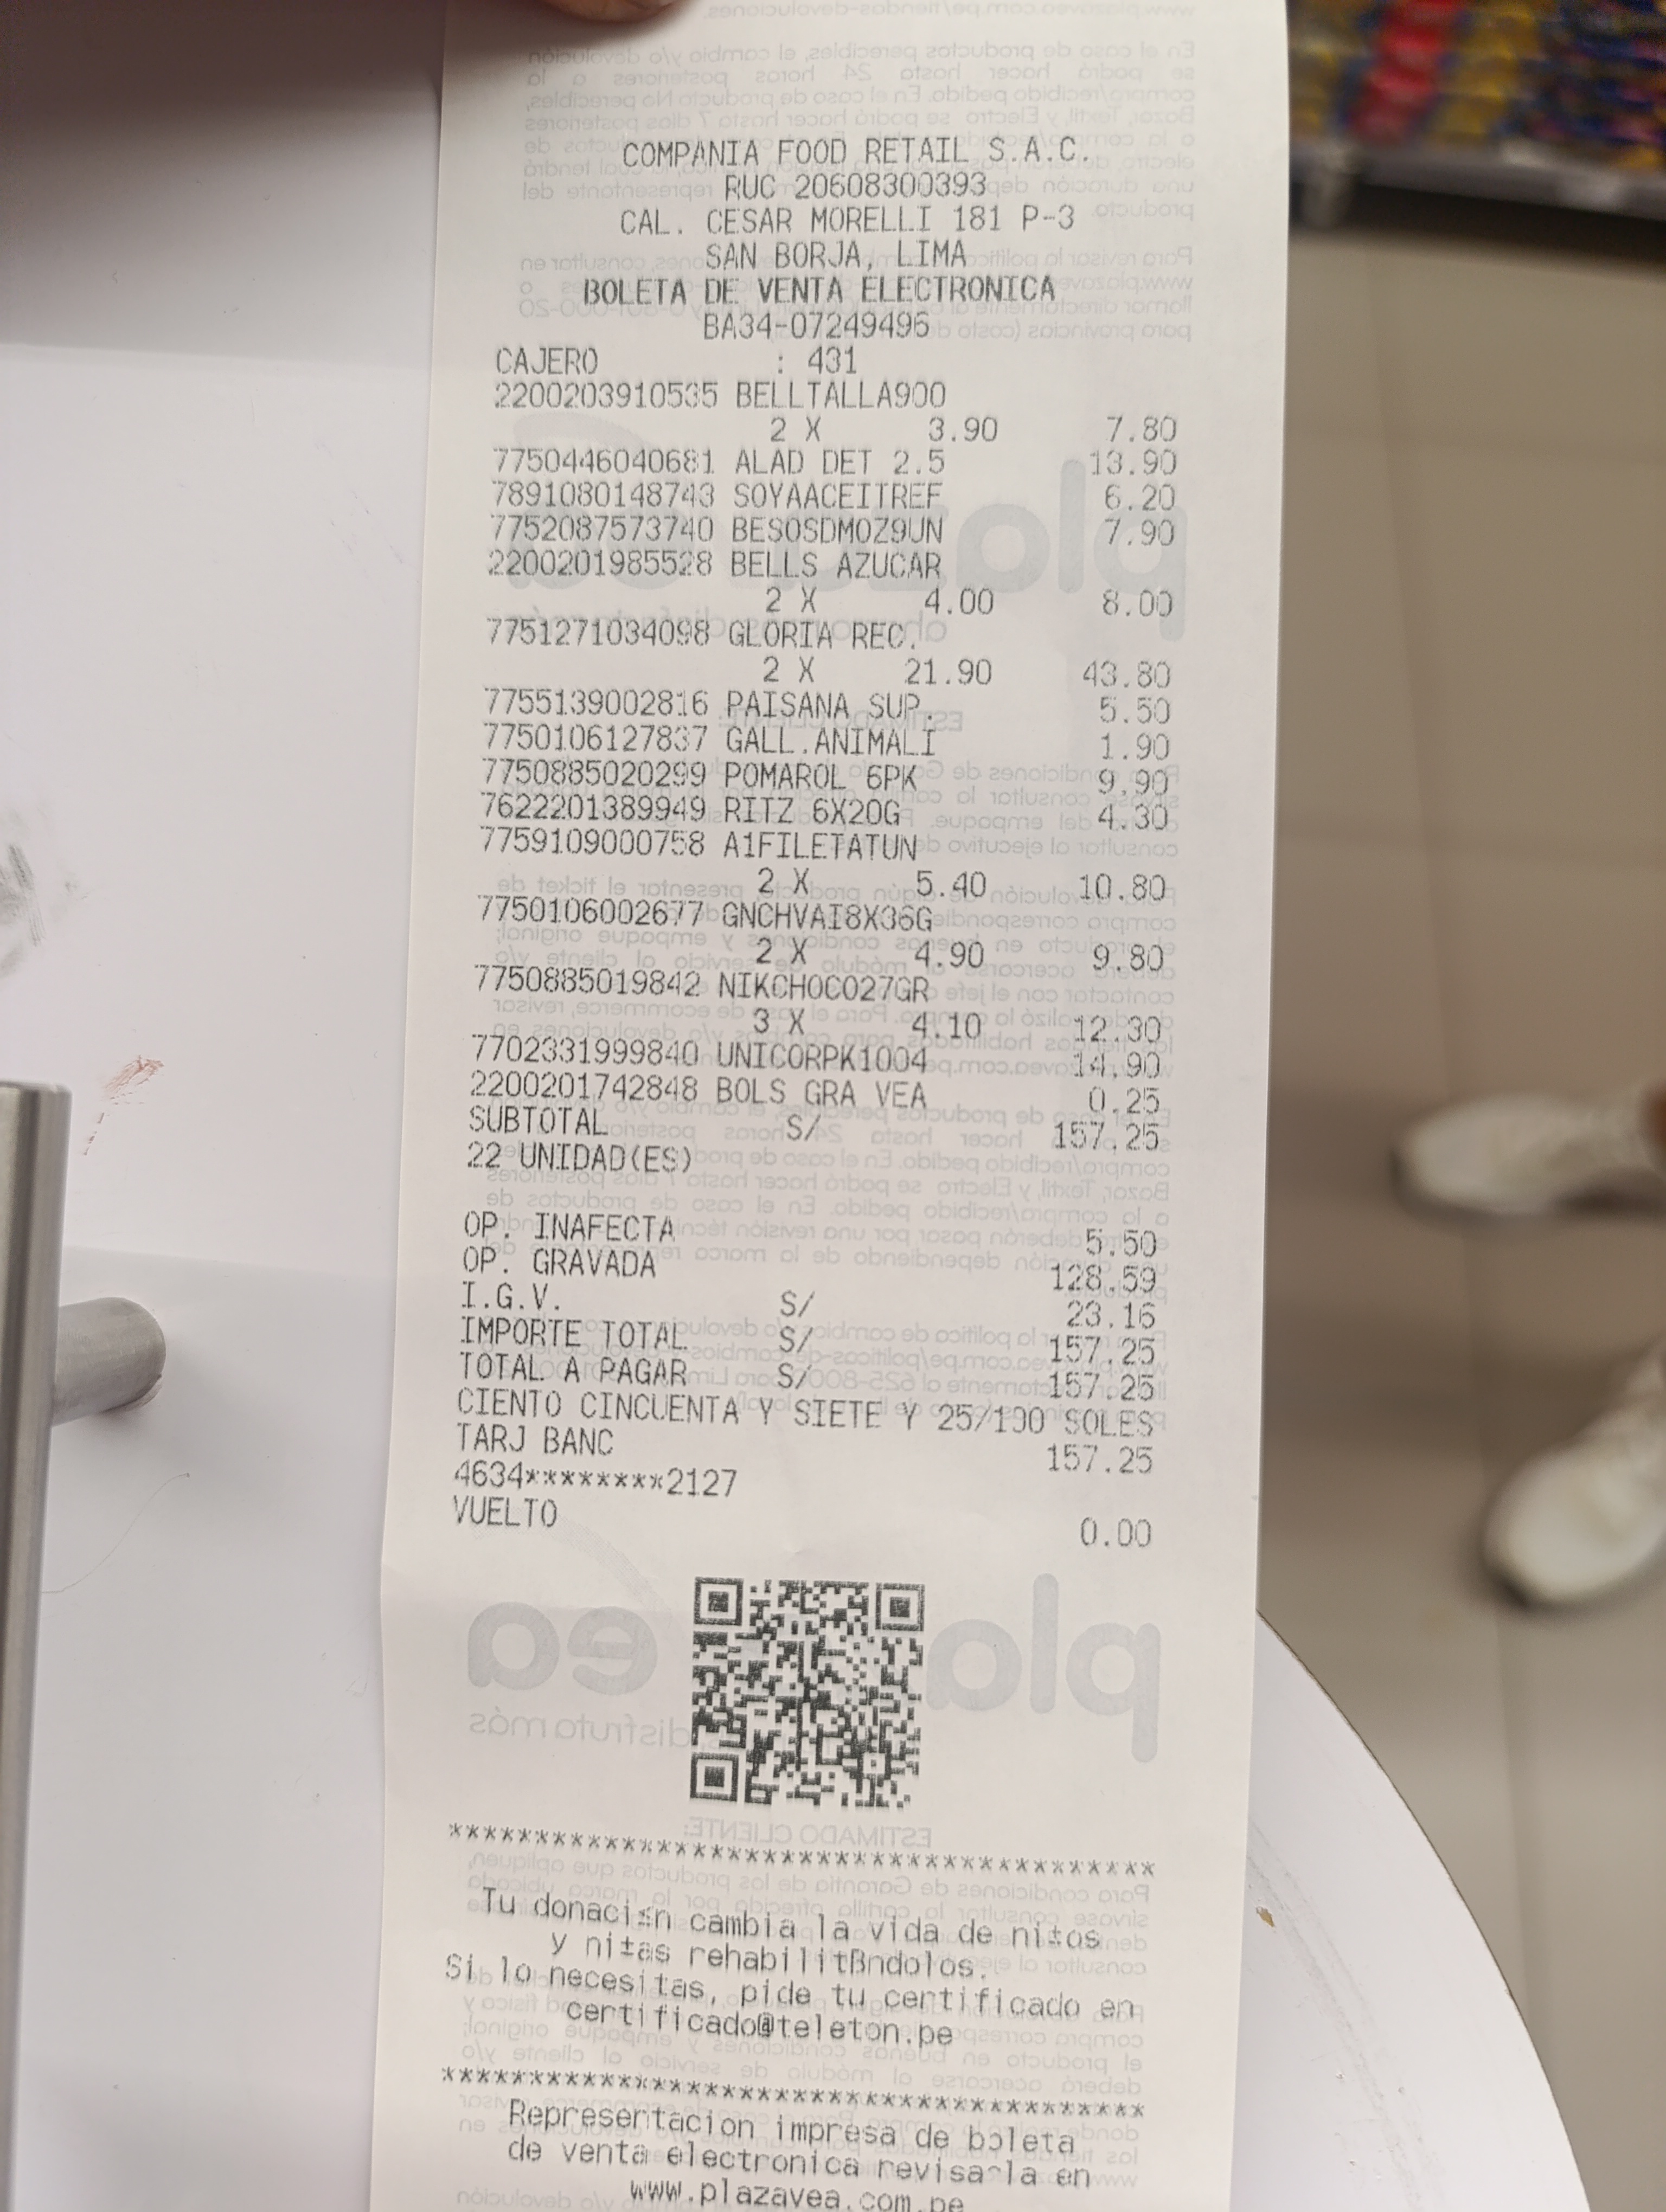 COMPANIA FOOD RETAIL S.A.C.
RUC 20608300393
CAL. CESAR MORELLI 181 P-3
SAN BORJA, LIMA
BOLETA DE VENTA ELECTRONICA
BA34-07249496
CAJERO : 431
2200203910535 BELLTALLA900
2 X 3.90 7.80
7750446040681 ALAD DET 2.5 13.90
7891080148743 SOYAACEITREF 6.20
7752087573740 BESOSDMOZ9UN 7.90
2200201985528 BELLS AZUCAR
2 X 4.00 8.00
7751271034098 GLORIA REC.
2 X 21.90 43.80
7755139002816 PAISANA SUP. 5.50
7750106127837 GALL.ANIMALI 1.90
7750885020299 POMAROL 6PK 9.90
7622201389949 RITZ 6X20G 4.30
7759109000758 A1FILETATUN
2 X 5.40 10.80
7750106002677 GNCHVAI8X36G
2 X 4.90 9.80
7750885019842 NIKCHOCO27GR
3 X 4.10 12.30
7702331999840 UNICORPK1004 14.90
2200201742848 BOLS GRA VEA 0.25
SUBTOTAL S/ 157.25
22 UNIDAD(ES)
OP. INAFECTA 5.50
OP. GRAVADA 128.59
I.G.V. S/ 23.16
IMPORTE TOTAL S/ 157.25
TOTAL A PAGAR S/ 157.25
CIENTO CINCUENTA Y SIETE Y 25/100 SOLES
TARJ BANC 157.25
4634********2127
VUELTO 0.00
*****************************************
Tu donaci±n cambia la vida de ni±os
y ni±as rehabilitßndolos.
Si lo necesitas, pide tu certificado en
certificado@teleton.pe
*****************************************
Representacion impresa de boleta
de venta electronica revisarla en
www.plazavea.com.pe